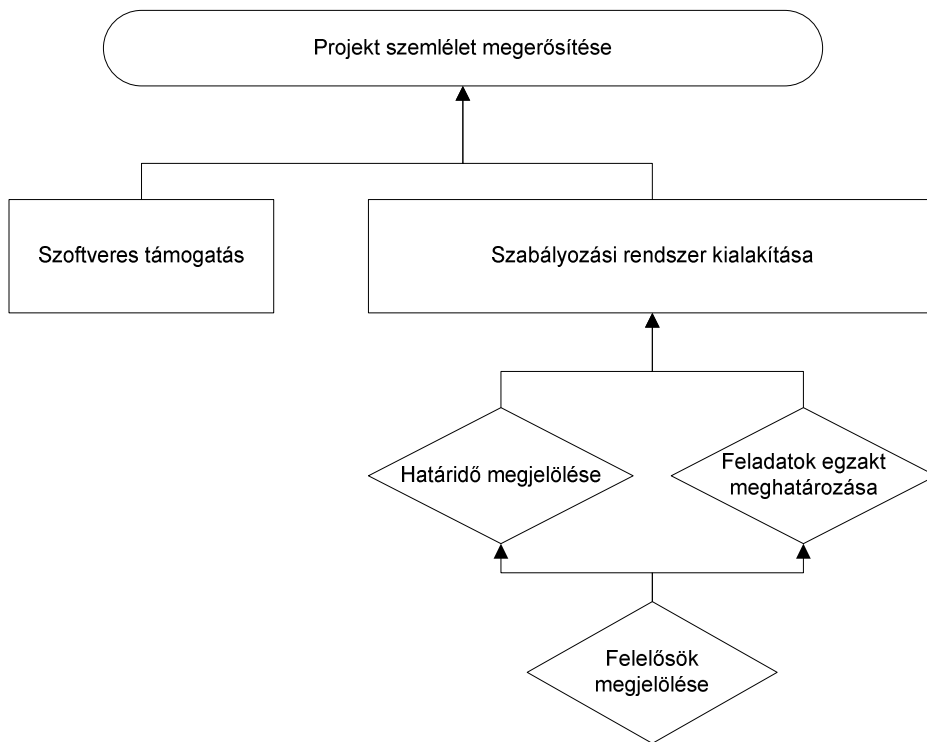 Projekt szemlélet megerősítése
Szoftveres támogatás
Szabályozási rendszer kialakítása
Határidő megjelölése
Feladatok egzakt
meghatározása
Felelősök
megjelölése